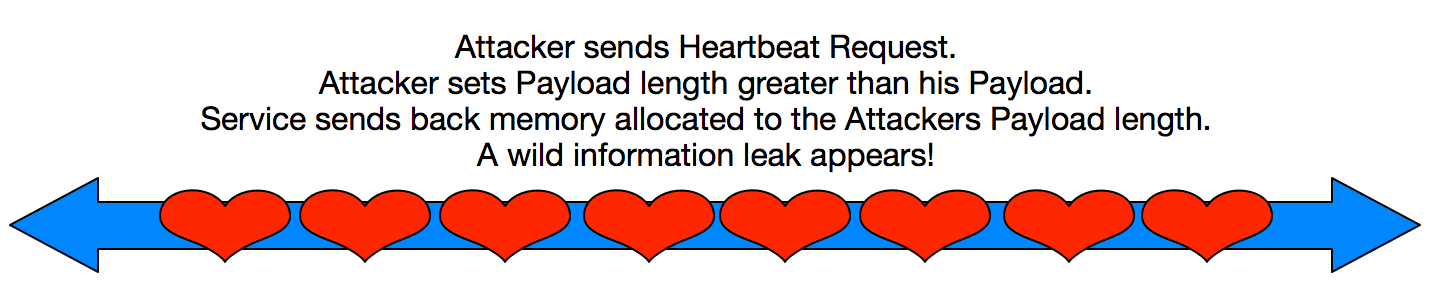 Attacker sends Heartbeat Request.
Attacker sets Payload length greater than his Payload.
Service sends back memory allocated to the Attackers Payload length.
A wild information leak appears!